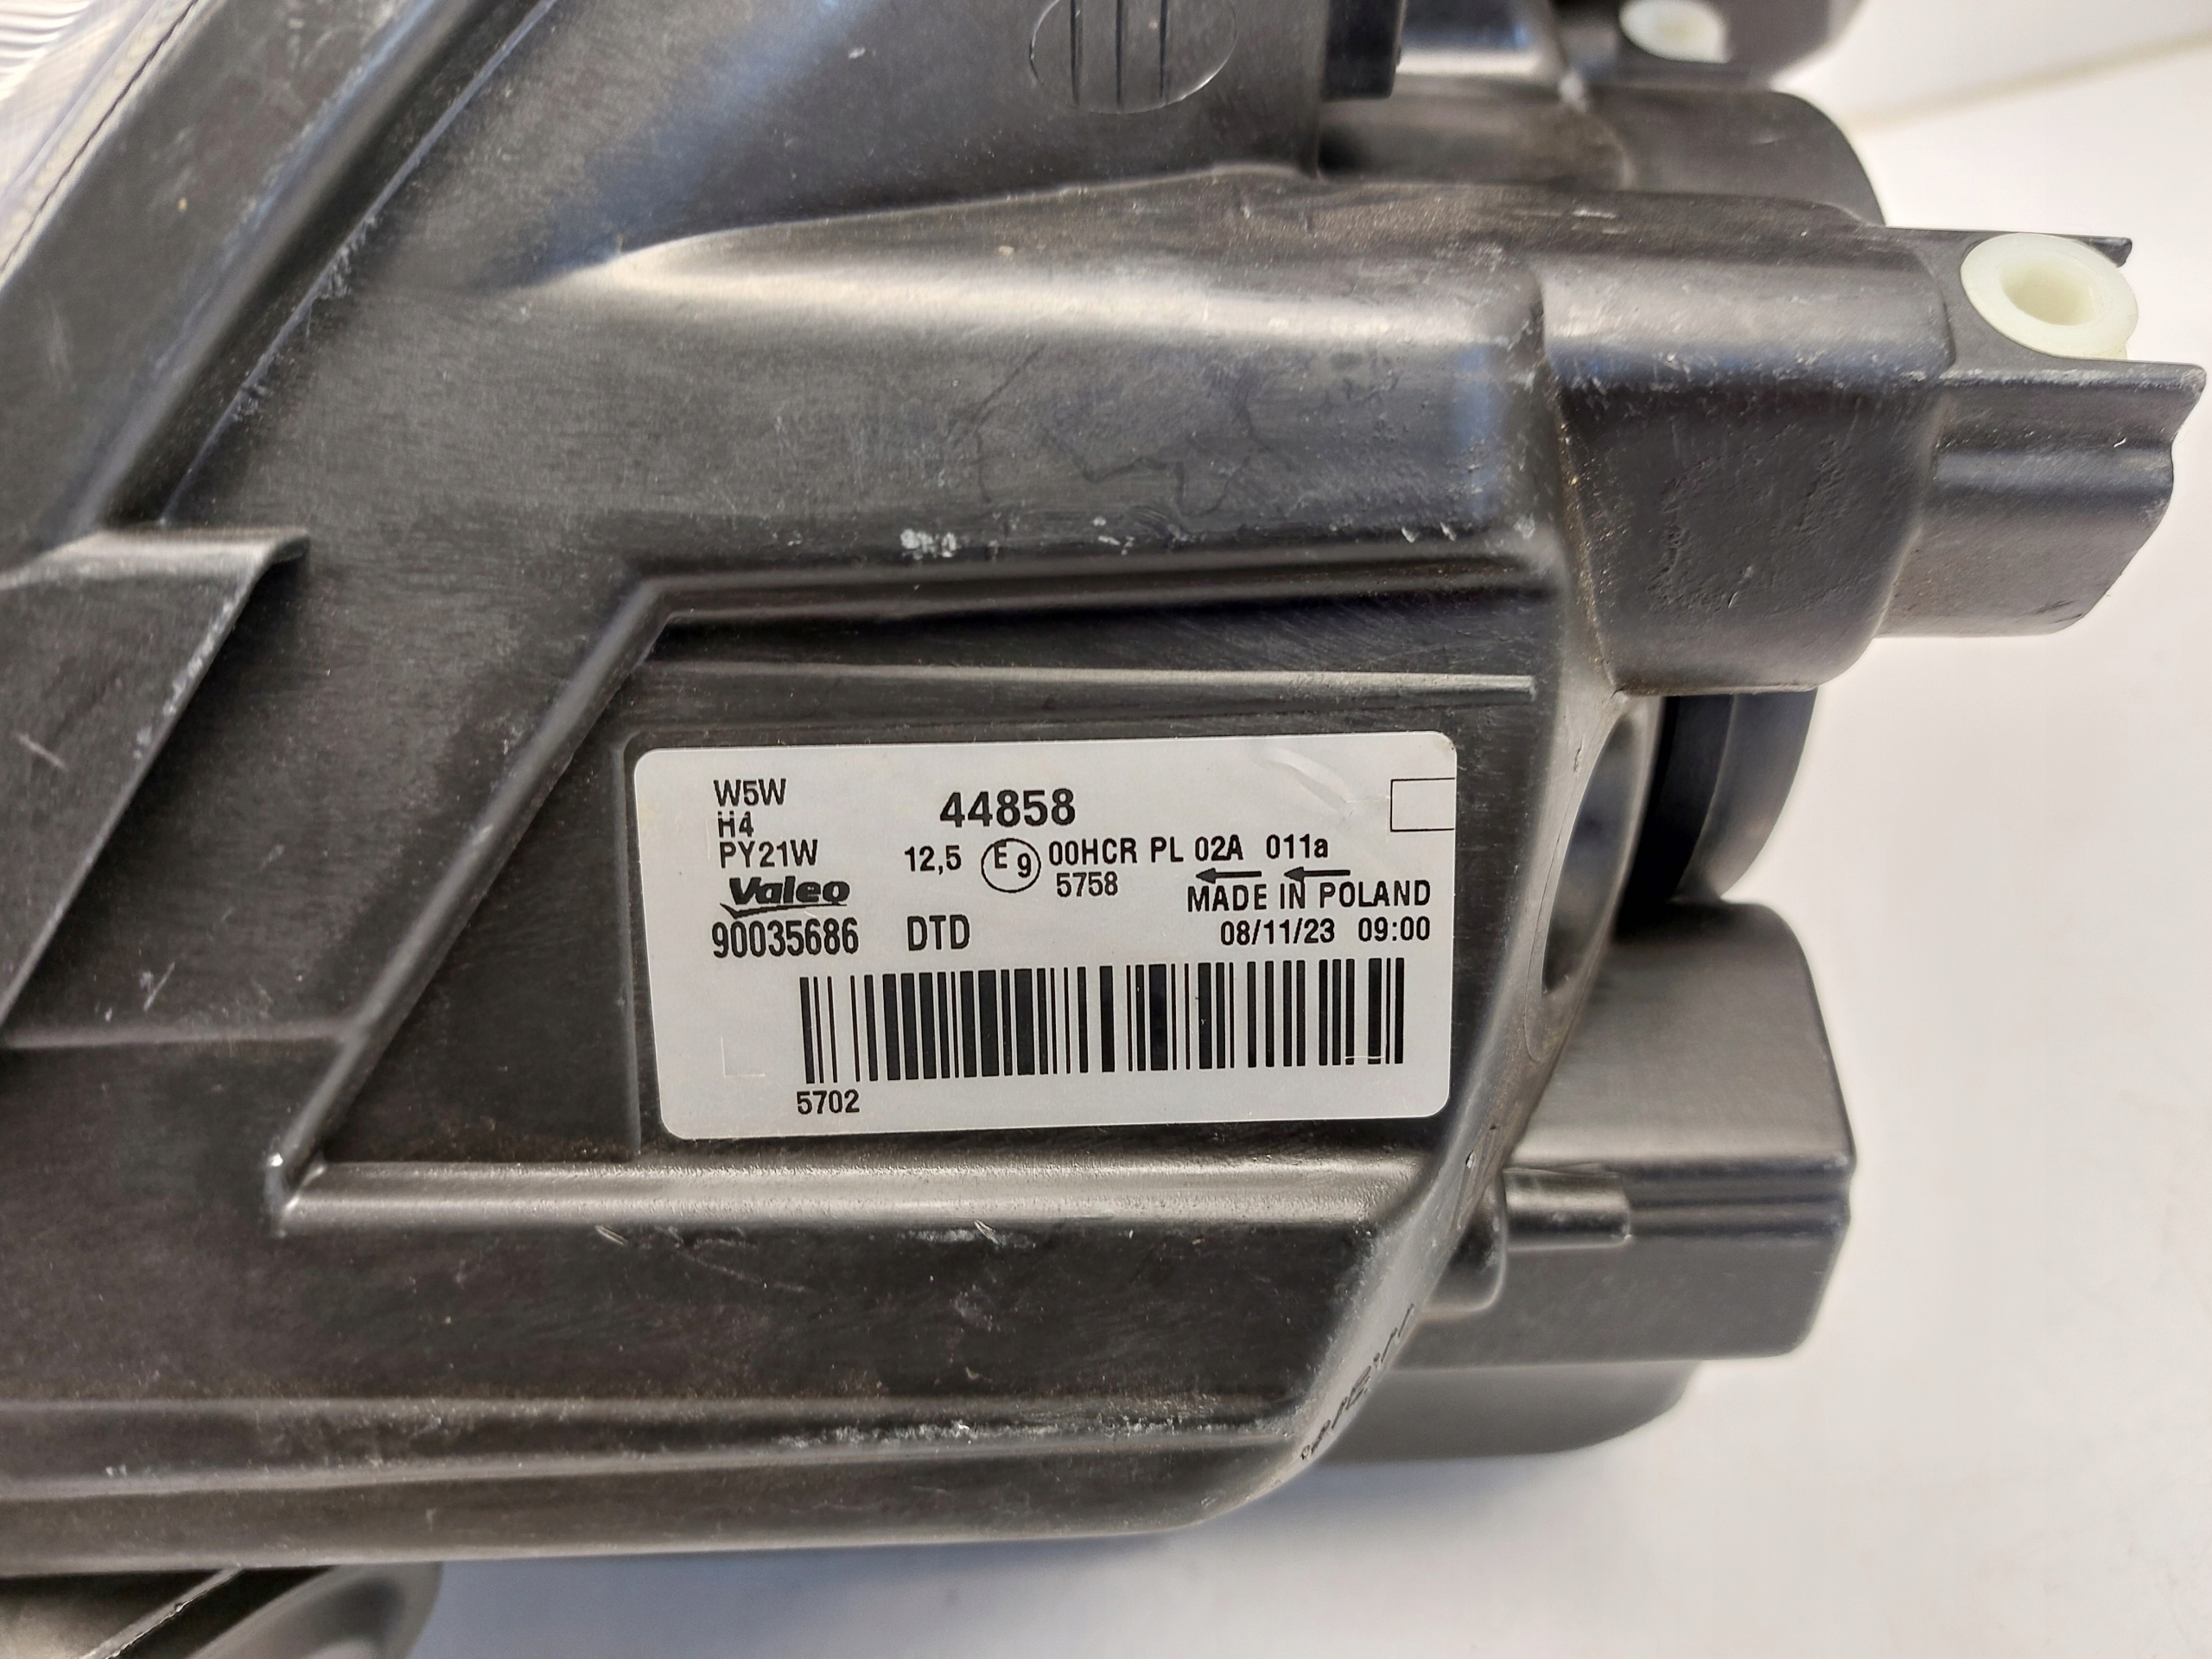 W5W
H4
PY21W
44858
12,5 E9 00HCR PL 02A 011a
5758
← ←
Valeo
MADE IN POLAND
90035686 DTD
08/11/23 09:00
5702